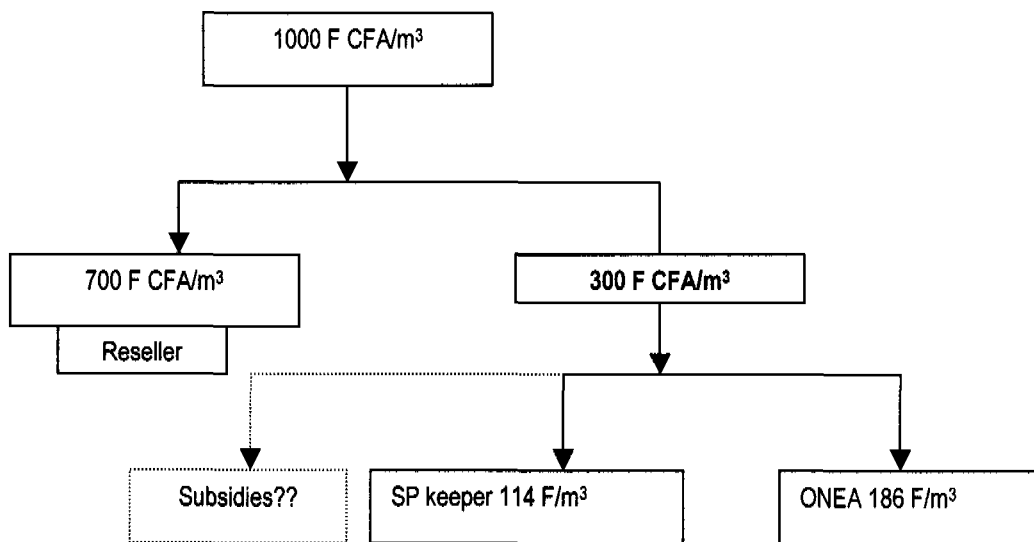 1000 F CFA/m³
700 F CFA/m³
300 F CFA/m³
Reseller
Subsidies??
SP keeper 114 F/m³
ONEA 186 F/m³